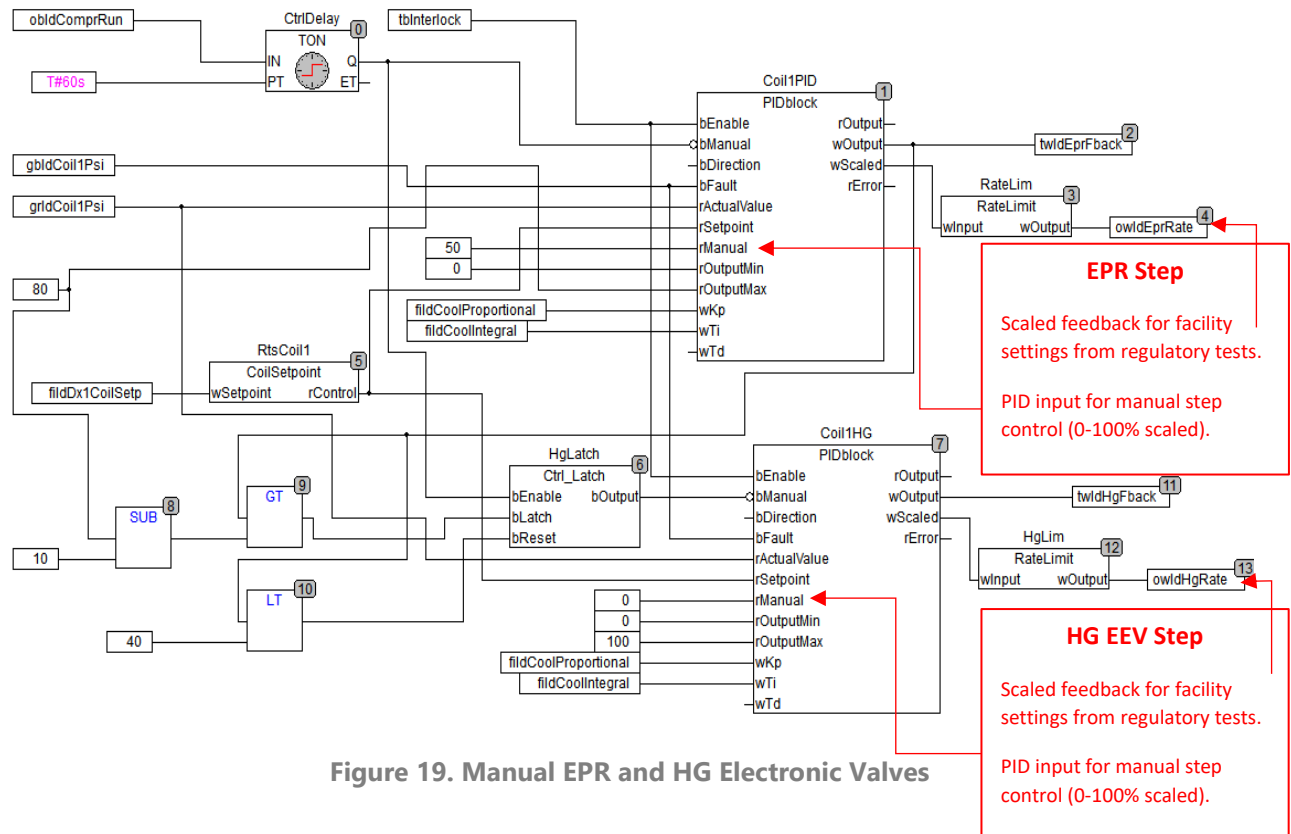 obIdComprRun
CtrlDelay
0
TON
IN
Q
PT
ET
T#60s
tbInterlock
Coil1PID
1
PIDblock
bEnable
rOutput
bManual
wOutput
bDirection
wScaled
bFault
rError
rActualValue
rSetpoint
rManual
rOutputMin
rOutputMax
wKp
wTi
wTd
2
twIdEprFback
RateLim
3
RateLimit
wInput
wOutput
4
owIdEprRate
gbIdCoil1Psi
grIdCoil1Psi
50
0
80
fiIdCoolProportional
fiIdCoolIntegral
EPR Step
Scaled feedback for facility
settings from regulatory tests.
PID input for manual step
control (0-100% scaled).
RtsCoil1
5
CoilSetpoint
wSetpoint
rControl
fiIdDx1CoilSetp
HgLatch
6
Ctrl_Latch
bEnable
bOutput
bLatch
bReset
Coil1HG
7
PIDblock
bEnable
rOutput
bManual
wOutput
bDirection
wScaled
bFault
rError
rActualValue
rSetpoint
rManual
rOutputMin
rOutputMax
wKp
wTi
wTd
8
SUB
10
9
GT
10
LT
40
11
twIdHgFback
HgLim
12
RateLimit
wInput
wOutput
13
owIdHgRate
0
0
100
fiIdCoolProportional
fiIdCoolIntegral
HG EEV Step
Scaled feedback for facility
settings from regulatory tests.
PID input for manual step
control (0-100% scaled).
Figure 19. Manual EPR and HG Electronic Valves